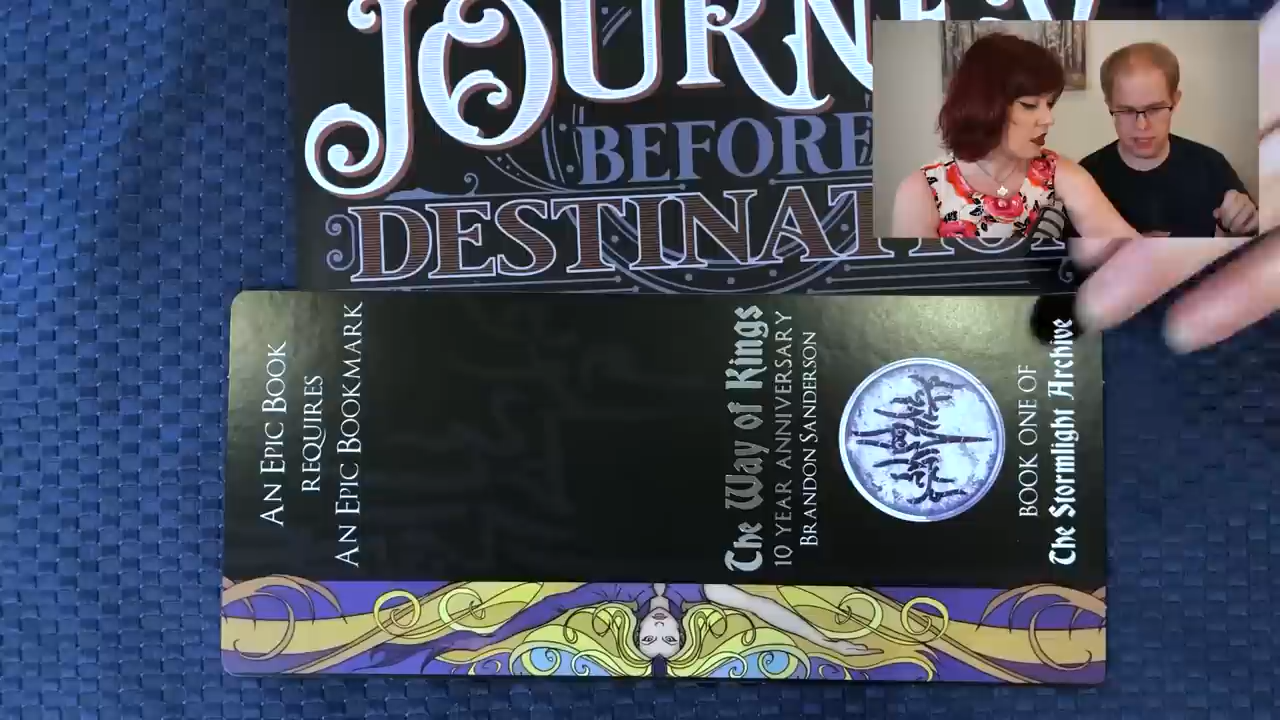 JOURNEY
BEFORE
DESTINATION
AN EPIC BOOK
REQUIRES
AN EPIC BOOKMARK
The Way of Kings
10 YEAR ANNIVERSARY
BRANDON SANDERSON
BOOK ONE OF
The Stormlight Archive